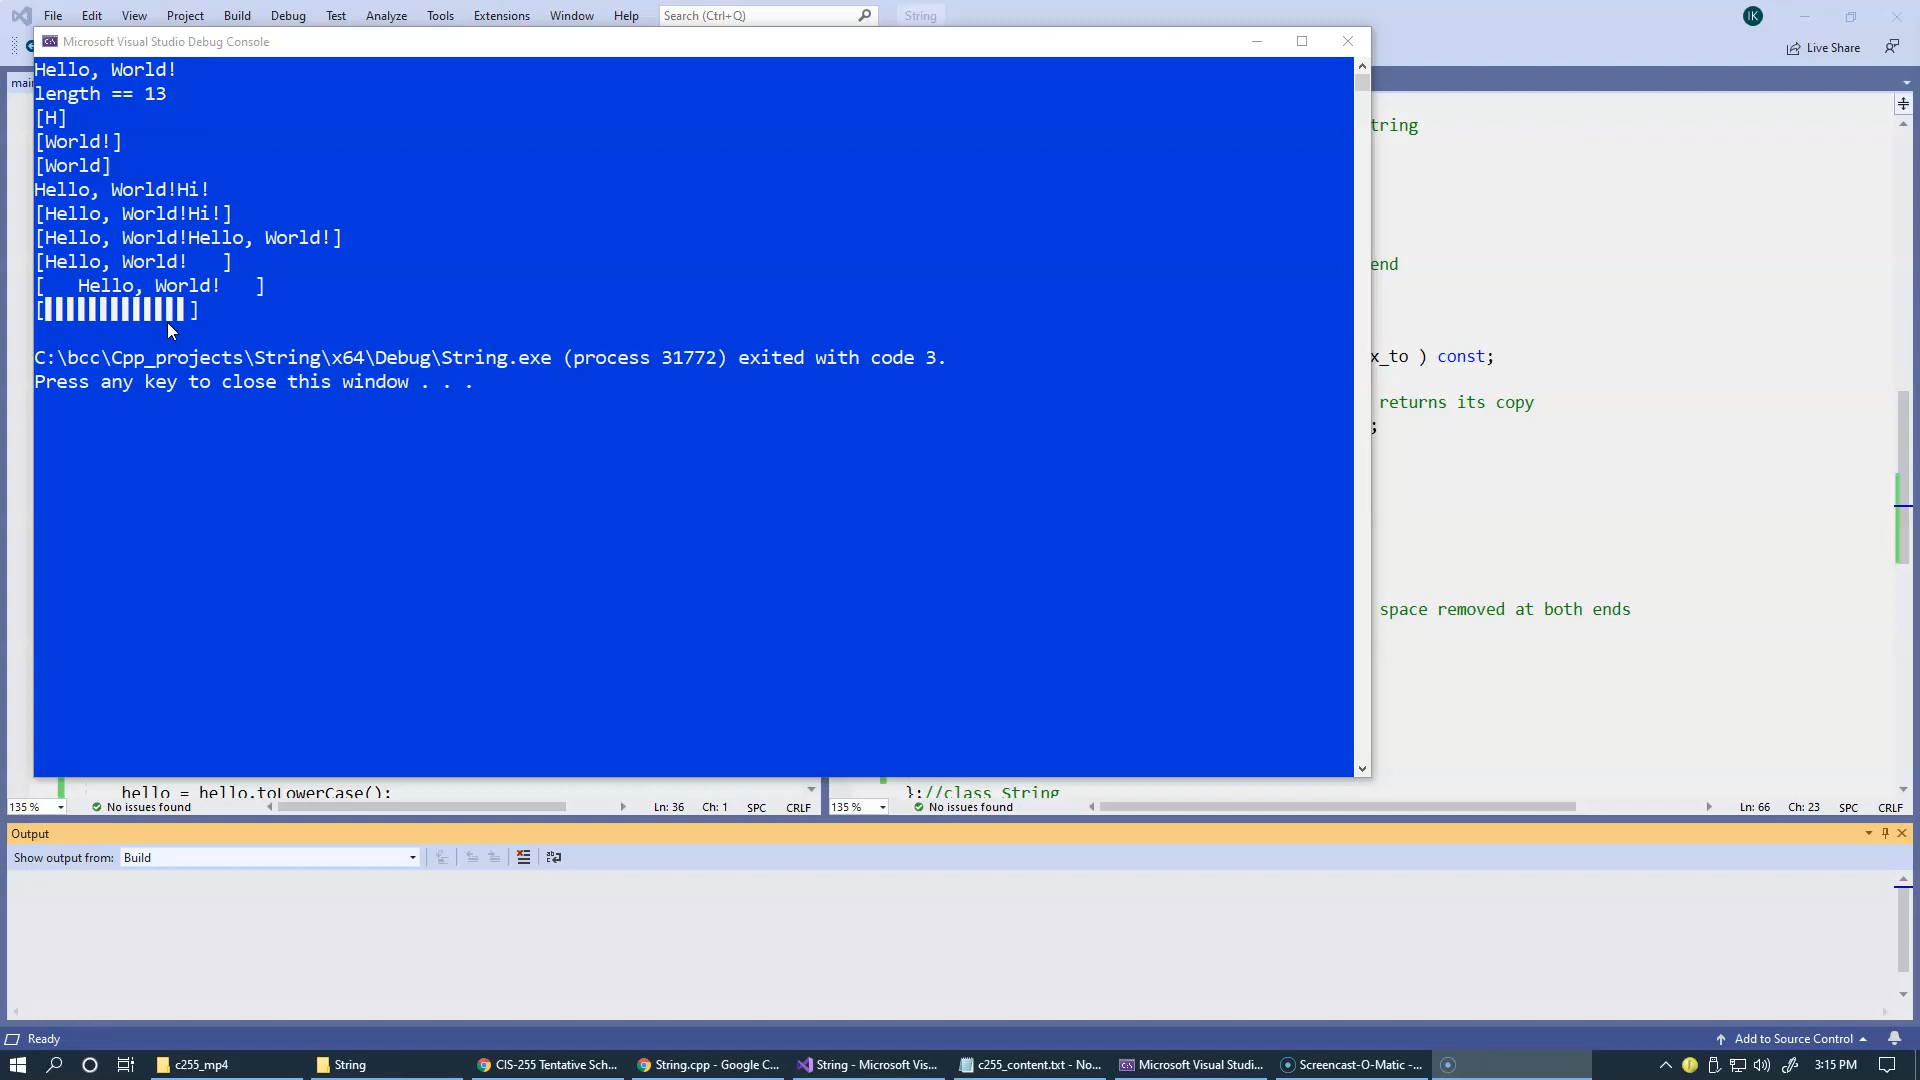 File Edit View Project Build Debug Test Analyze Tools Extensions Window Help Search (Ctrl+Q) String IK
Microsoft Visual Studio Debug Console
Live Share
Hello, World!
length == 13
[H]
[World!]
[World]
Hello, World!Hi!
[Hello, World!Hi!]
[Hello, World!Hello, World!]
[Hello, World!   ]
[   Hello, World!   ]
[▌▌▌▌▌▌▌▌▌▌▌▌▌]
C:\bcc\Cpp_projects\String\x64\Debug\String.exe (process 31772) exited with code 3.
Press any key to close this window . . .
mai
tring
end
x_to ) const;
returns its copy
;
space removed at both ends
hello = hello.toLowerCase();
};//class String
135 % No issues found Ln: 36 Ch: 1 SPC CRLF
135 % No issues found Ln: 66 Ch: 23 SPC CRLF
Output
Show output from: Build
Ready
Add to Source Control
c255_mp4 String CIS-255 Tentative Sch... String.cpp - Google C... String - Microsoft Vis... c255_content.txt - No... Microsoft Visual Studi... Screencast-O-Matic -... 3:15 PM